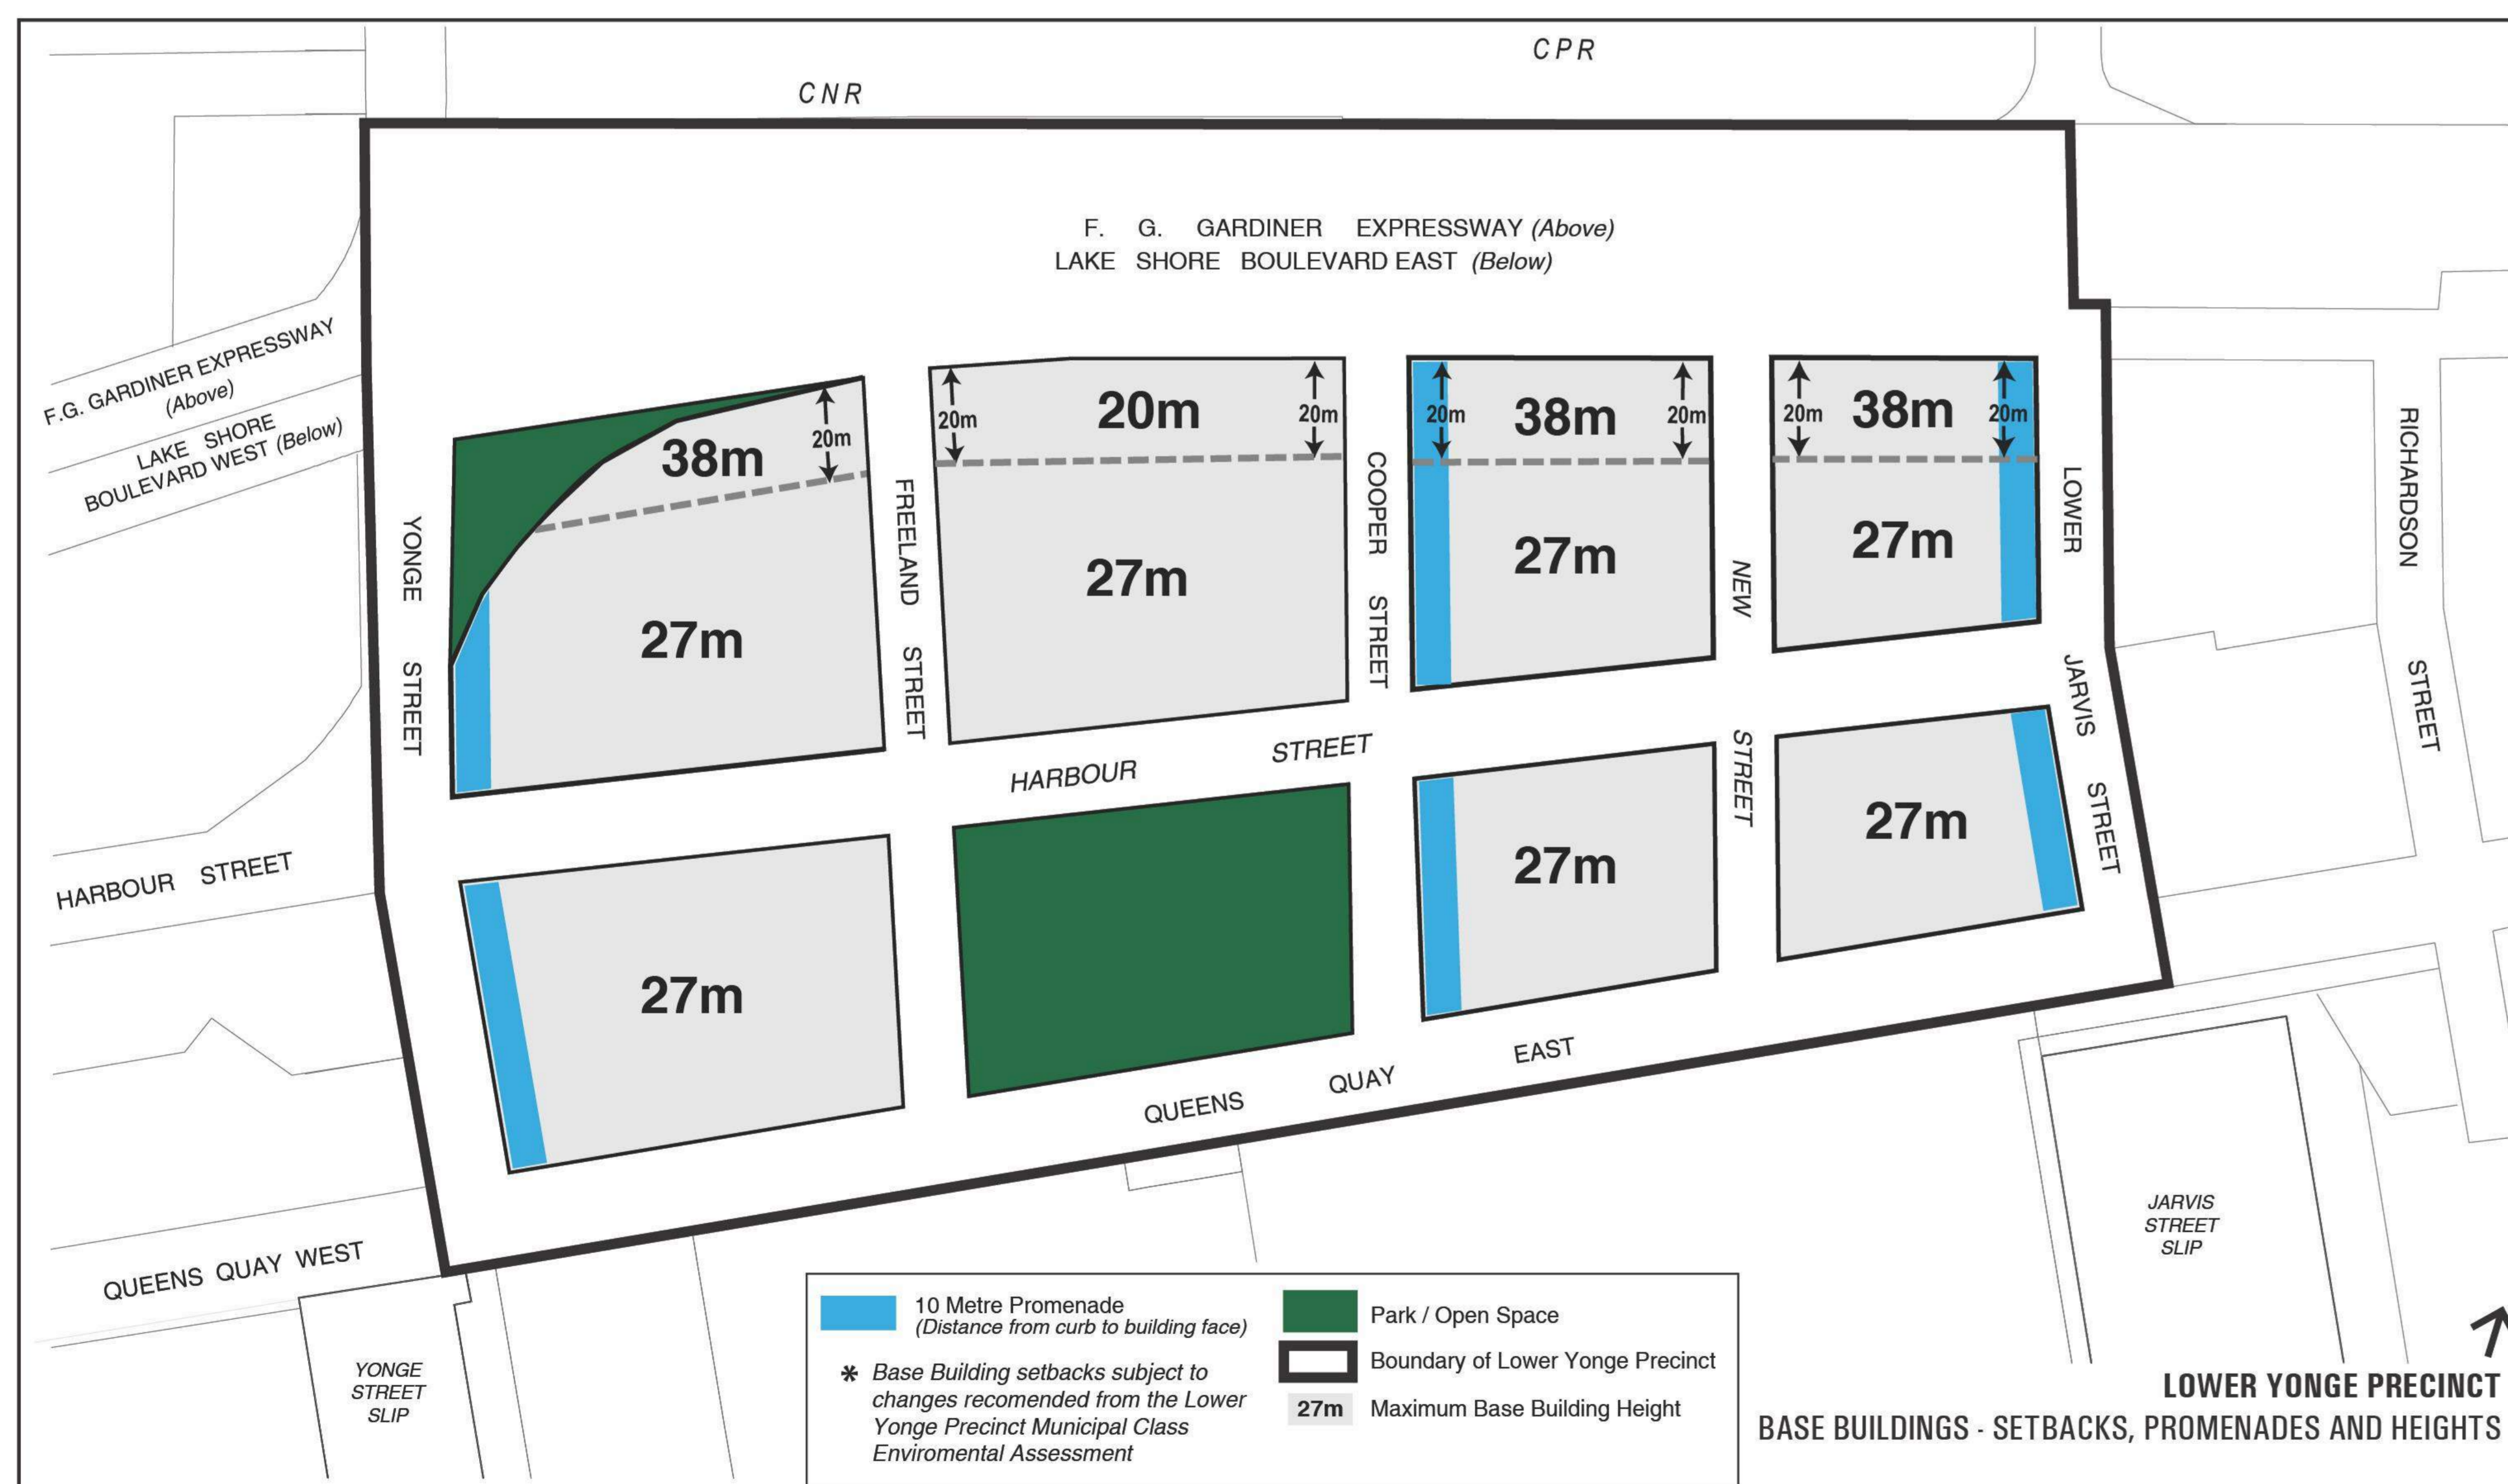 CPR
CNR
F. G. GARDINER EXPRESSWAY (Above)
LAKE SHORE BOULEVARD EAST (Below)
F.G. GARDINER EXPRESSWAY
(Above)
LAKE SHORE
BOULEVARD WEST (Below)
38m
20m
20m
20m
20m
20m
38m
20m
20m
38m
20m
27m
27m
27m
27m
YONGE STREET
FREELAND STREET
COOPER STREET
NEW STREET
LOWER JARVIS STREET
RICHARDSON STREET
HARBOUR STREET
HARBOUR STREET
27m
27m
27m
QUEENS QUAY EAST
QUEENS QUAY WEST
YONGE
STREET
SLIP
JARVIS
STREET
SLIP
10 Metre Promenade
(Distance from curb to building face)
* Base Building setbacks subject to
changes recomended from the Lower
Yonge Precinct Municipal Class
Enviromental Assessment
Park / Open Space
Boundary of Lower Yonge Precinct
27m Maximum Base Building Height
LOWER YONGE PRECINCT
BASE BUILDINGS - SETBACKS, PROMENADES AND HEIGHTS